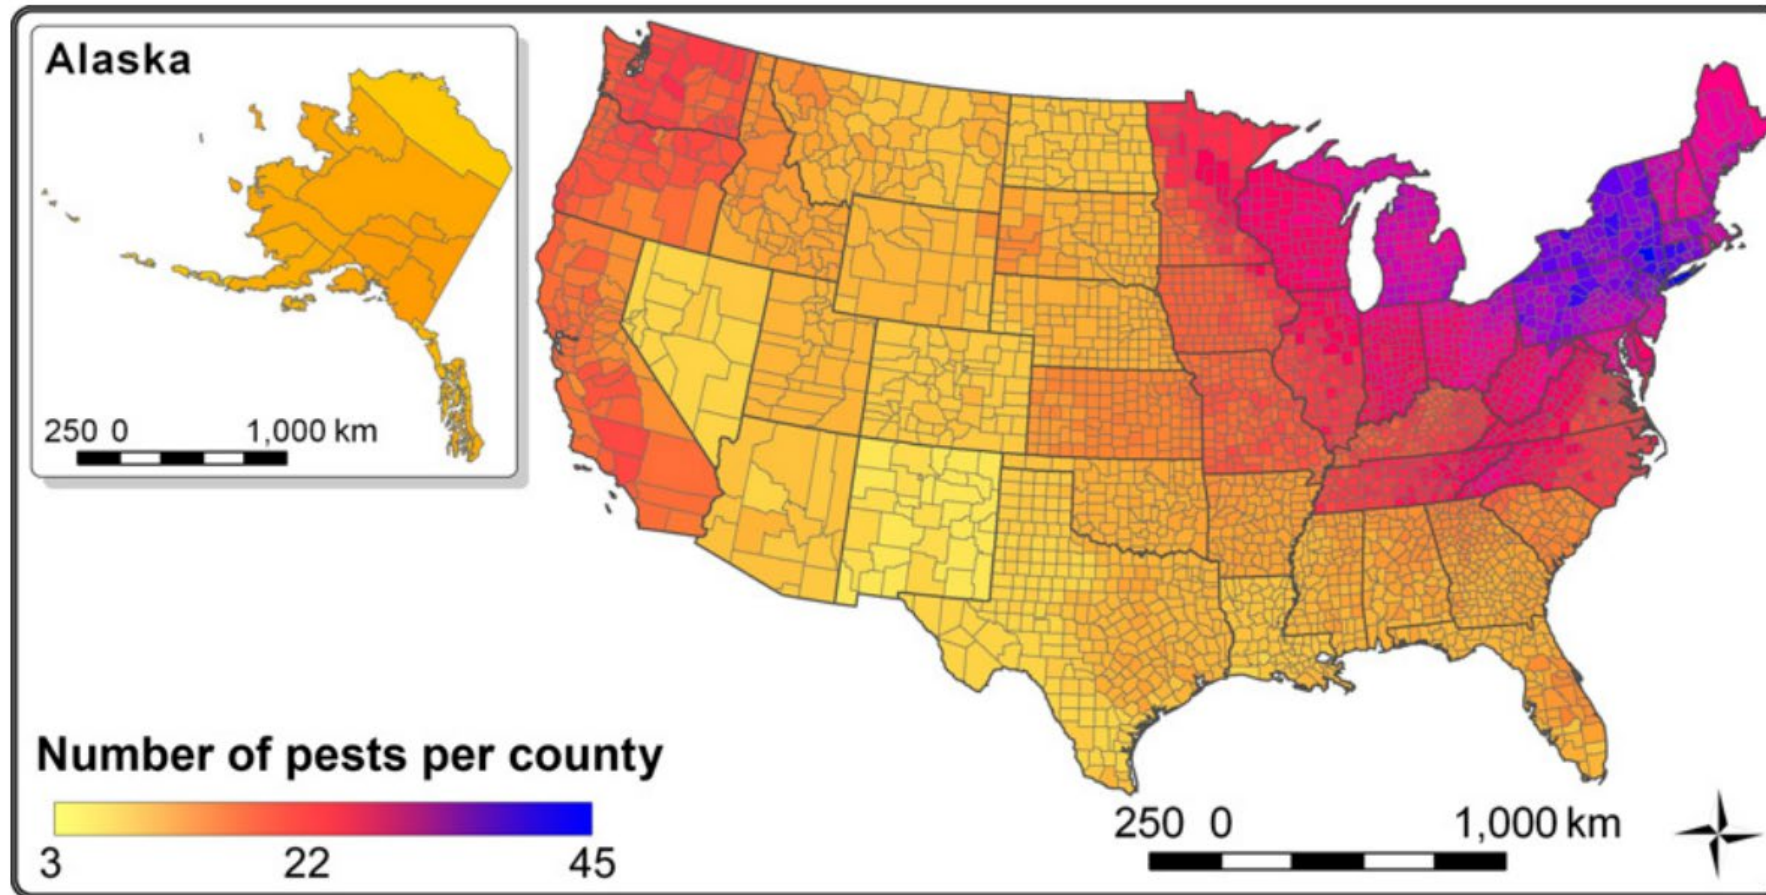 Alaska
250 0 1,000 km
Number of pests per county
3 22 45
250 0 1,000 km